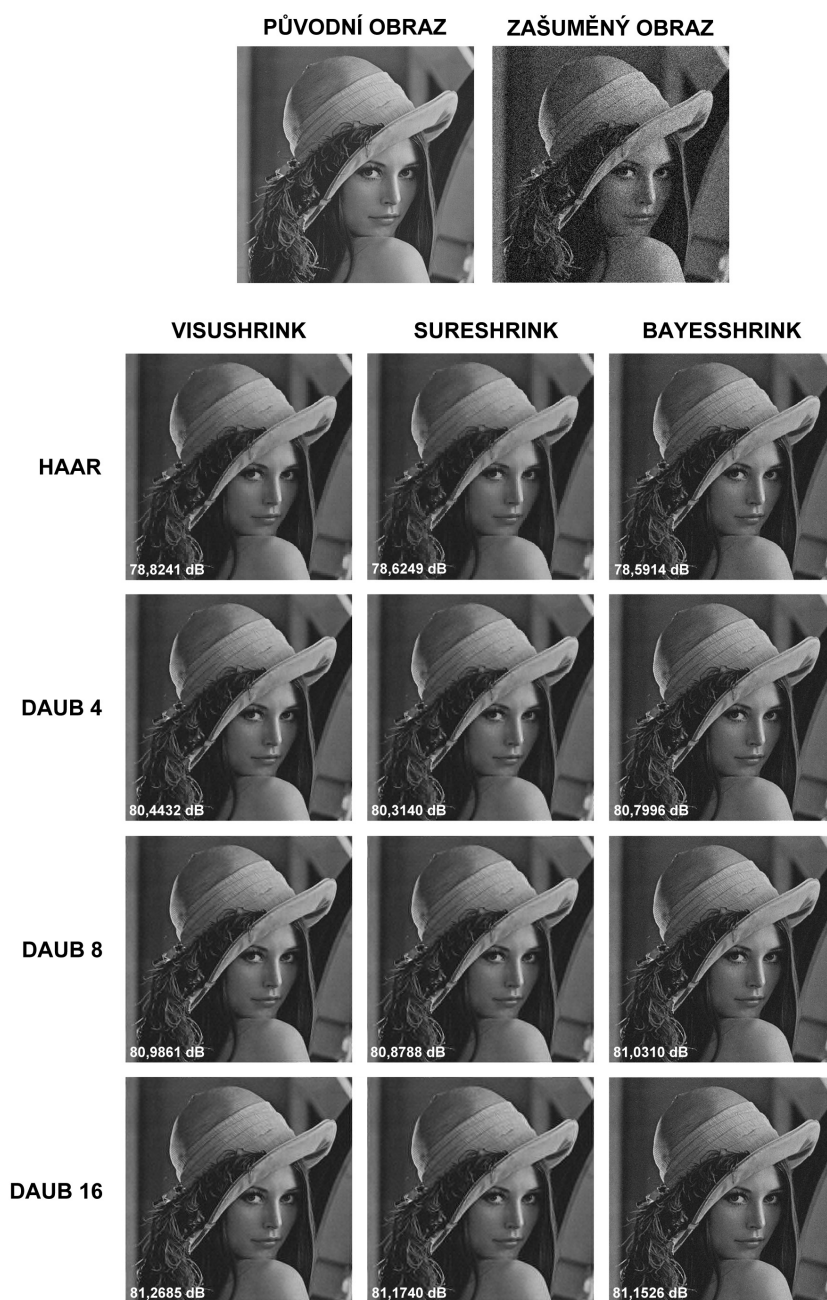 PŮVODNÍ OBRAZ ZAŠUMĚNÝ OBRAZ
VISUSHRINK SURESHRINK BAYESSHRINK
HAAR
78,8241 dB 78,6249 dB 78,5914 dB
DAUB 4
80,4432 dB 80,3140 dB 80,7996 dB
DAUB 8
80,9861 dB 80,8788 dB 81,0310 dB
DAUB 16
81,2685 dB 81,1740 dB 81,1526 dB